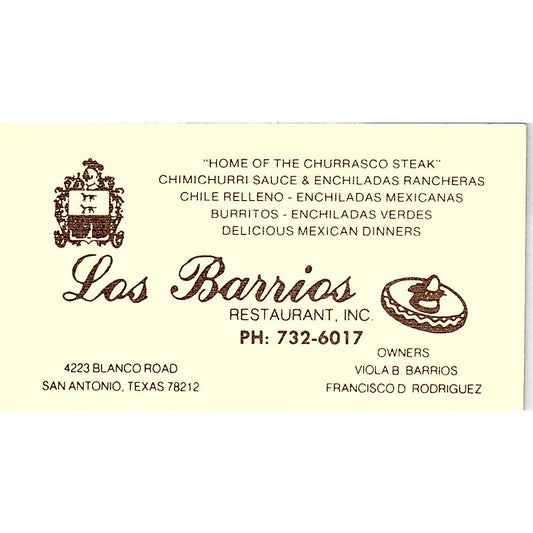 "HOME OF THE CHURRASCO STEAK"
CHIMICHURRI SAUCE & ENCHILADAS RANCHERAS
CHILE RELLENO - ENCHILADAS MEXICANAS
BURRITOS - ENCHILADAS VERDES
DELICIOUS MEXICAN DINNERS
Los Barrios
RESTAURANT, INC.
PH: 732-6017
4223 BLANCO ROAD
SAN ANTONIO, TEXAS 78212
OWNERS
VIOLA B. BARRIOS
FRANCISCO D. RODRIGUEZ